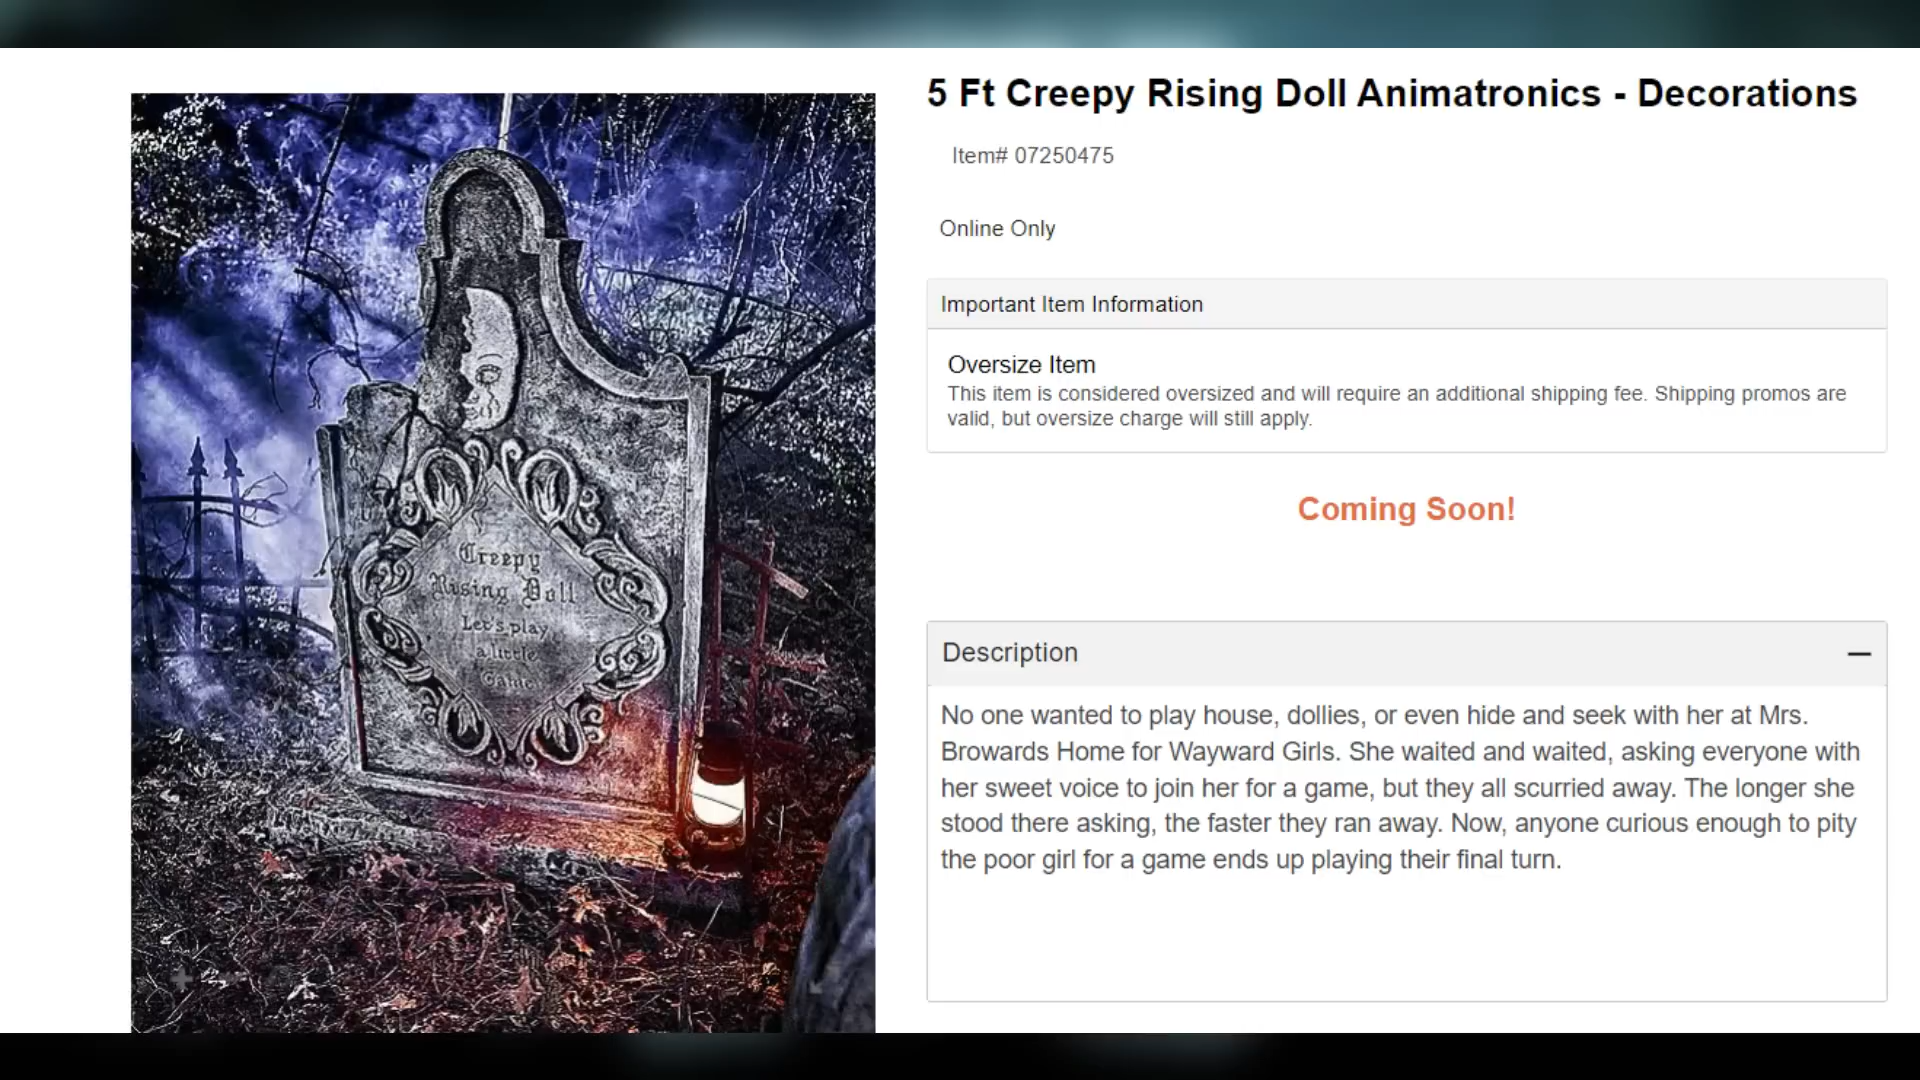 5 Ft Creepy Rising Doll Animatronics - Decorations
Item# 07250475
Online Only
Important Item Information
Oversize Item
This item is considered oversized and will require an additional shipping fee. Shipping promos are
valid, but oversize charge will still apply.
Coming Soon!
Description
No one wanted to play house, dollies, or even hide and seek with her at Mrs.
Browards Home for Wayward Girls. She waited and waited, asking everyone with
her sweet voice to join her for a game, but they all scurried away. The longer she
stood there asking, the faster they ran away. Now, anyone curious enough to pity
the poor girl for a game ends up playing their final turn.
Creepy
Rising Doll
Let's play
a little
Game